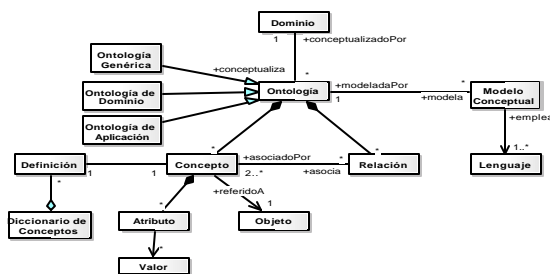 Dominio
1
+conceptualizadoPor
Ontología
Genérica
+conceptualiza
*
Ontología de
Dominio
Ontología
+modeladaPor
*
1
+modela
Modelo
Conceptual
Ontología de
Aplicación
+emplea
1..*
*
*
Definición
1
1
Concepto
+asociadoPor
*
2..*
+asocia
Relación
Lenguaje
*
+referidoA
*
1
Diccionario de
Conceptos
Atributo
Objeto
*
Valor